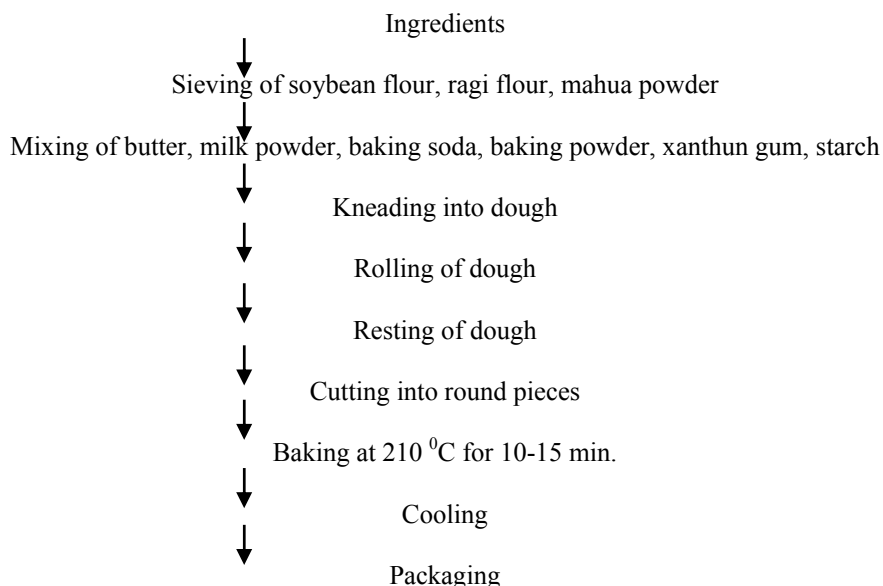 Ingredients
Sieving of soybean flour, ragi flour, mahua powder
Mixing of butter, milk powder, baking soda, baking powder, xanthun gum, starch
Kneading into dough
Rolling of dough
Resting of dough
Cutting into round pieces
Baking at 210 ⁰C for 10-15 min.
Cooling
Packaging